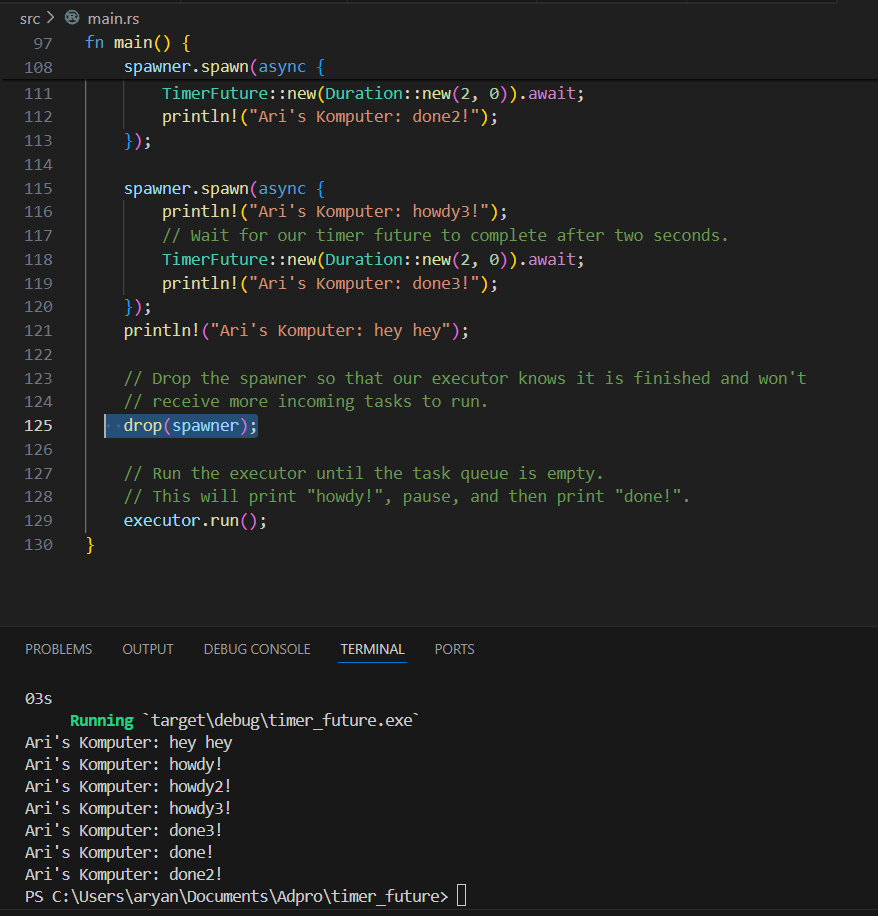 src > main.rs
97 fn main() {
108 spawner.spawn(async {
111 TimerFuture::new(Duration::new(2, 0)).await;
112 println!("Ari's Komputer: done2!");
113 });
114
115 spawner.spawn(async {
116 println!("Ari's Komputer: howdy3!");
117 // Wait for our timer future to complete after two seconds.
118 TimerFuture::new(Duration::new(2, 0)).await;
119 println!("Ari's Komputer: done3!");
120 });
121 println!("Ari's Komputer: hey hey");
122
123 // Drop the spawner so that our executor knows it is finished and won't
124 // receive more incoming tasks to run.
125 drop(spawner);
126
127 // Run the executor until the task queue is empty.
128 // This will print "howdy!", pause, and then print "done!".
129 executor.run();
130 }
PROBLEMS OUTPUT DEBUG CONSOLE TERMINAL PORTS
03s
Running `target\debug\timer_future.exe`
Ari's Komputer: hey hey
Ari's Komputer: howdy!
Ari's Komputer: howdy2!
Ari's Komputer: howdy3!
Ari's Komputer: done3!
Ari's Komputer: done!
Ari's Komputer: done2!
PS C:\Users\aryan\Documents\Adpro\timer_future>